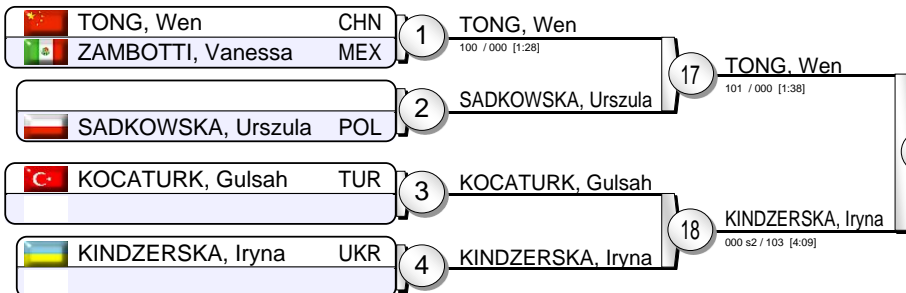 TONG, Wen CHN
ZAMBOTTI, Vanessa MEX
1
TONG, Wen
100 / 000 [1:28]
SADKOWSKA, Urszula POL
2
SADKOWSKA, Urszula
17
TONG, Wen
101 / 000 [1:38]
KOCATURK, Gulsah TUR
3
KOCATURK, Gulsah
KINDZERSKA, Iryna UKR
4
KINDZERSKA, Iryna
18
KINDZERSKA, Iryna
000 s2 / 103 [4:09]